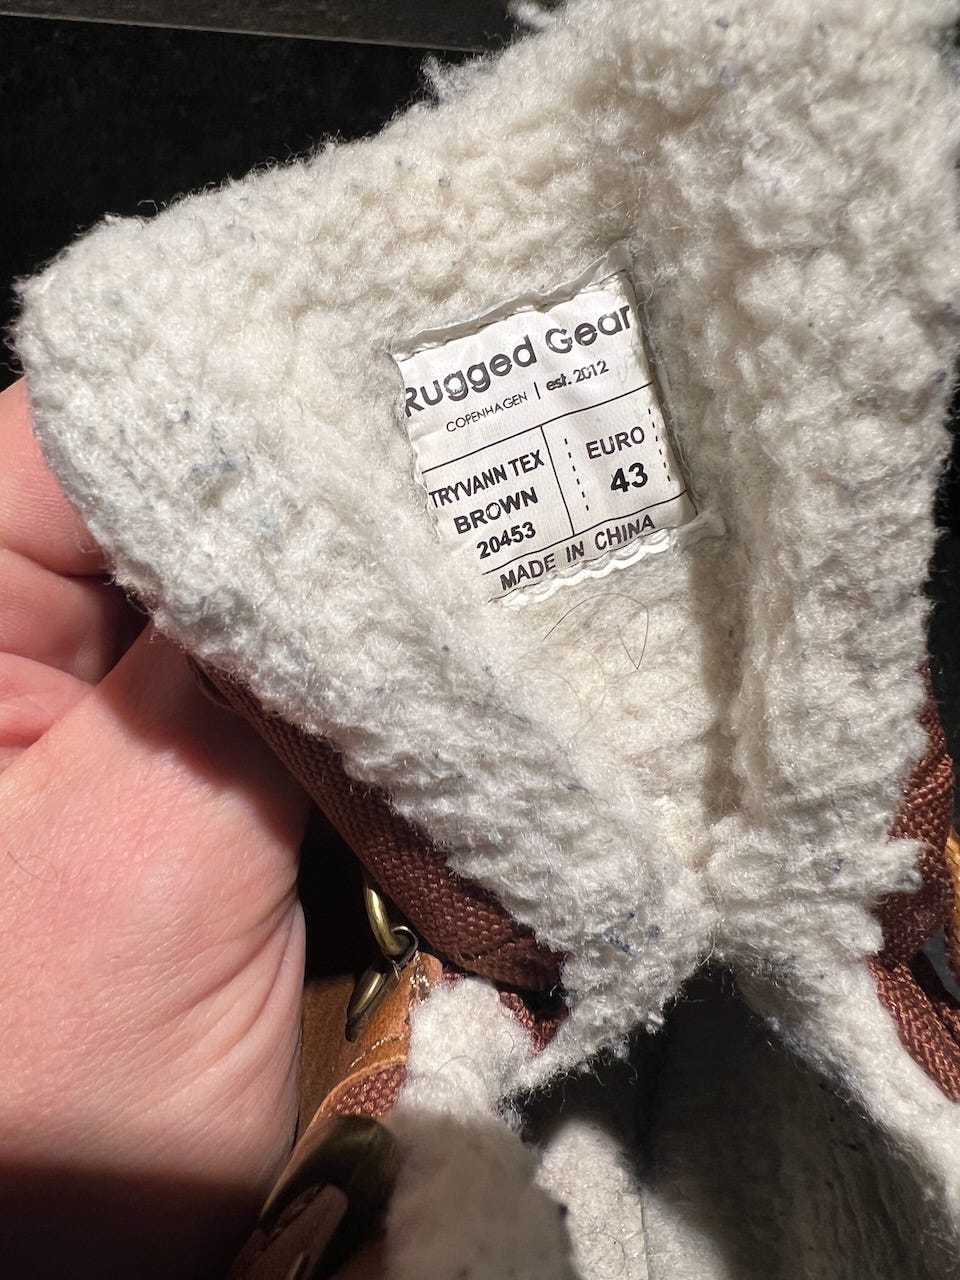 Rugged Gear
COPENHAGEN | est. 2012
TRYVANN TEX
BROWN
20453
EURO
43
MADE IN CHINA